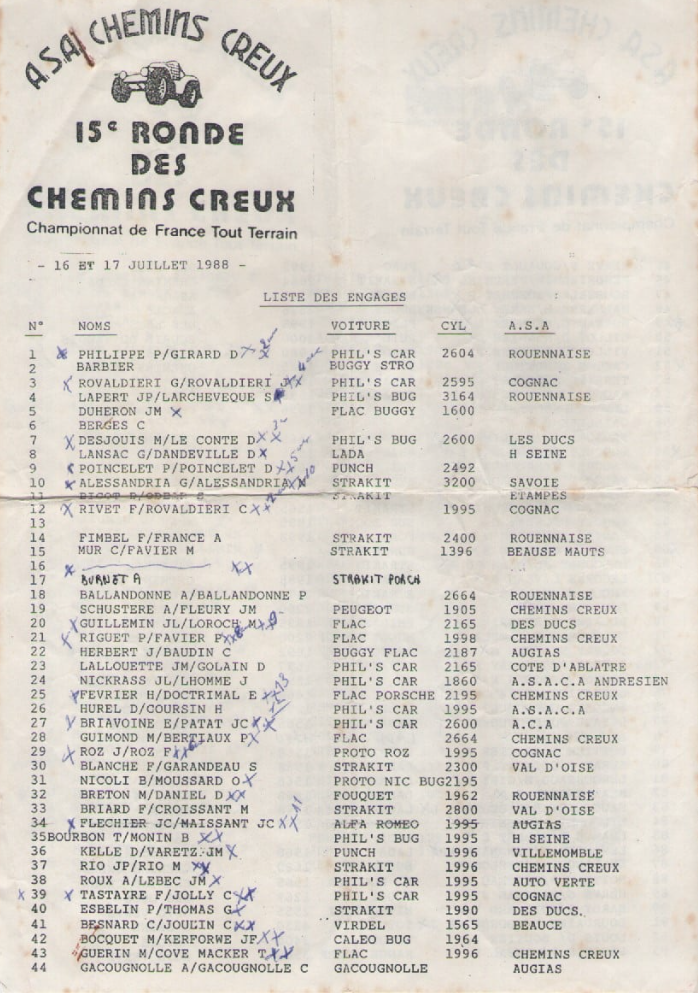 A.S.A CHEMINS CREUX
15e RONDE
DES
CHEMINS CREUX
Championnat de France Tout Terrain
- 16 ET 17 JUILLET 1988 -
LISTE DES ENGAGES
N° NOMS VOITURE CYL A.S.A
1 PHILIPPE P/GIRARD D PHIL'S CAR 2604 ROUENNAISE
2 BARBIER BUGGY STRO
3 ROVALDIERI G/ROVALDIERI J PHIL'S CAR 2595 COGNAC
4 LAPERT JP/LARCHEVEQUE S PHIL'S BUG 3164 ROUENNAISE
5 DUHERON JM FLAC BUGGY 1600
6 BERGES C
7 DESJOUIS M/LE CONTE D PHIL'S BUG 2600 LES DUCS
8 LANSAC G/DANDEVILLE D LADA H SEINE
9 POINCELET P/POINCELET D PUNCH 2492
10 ALESSANDRIA G/ALESSANDRIA STRAKIT 3200 SAVOIE
11 STRAKIT ETAMPES
12 RIVET F/ROVALDIERI C 1995 COGNAC
13
14 FIMBEL F/FRANCE A STRAKIT 2400 ROUENNAISE
15 MUR C/FAVIER M STRAKIT 1396 BEAUSE MAUTS
16
17 BURNET A STRAKIT PORCH
18 BALLANDONNE A/BALLANDONNE P 2664 ROUENNAISE
19 SCHUSTERE A/FLEURY JM PEUGEOT 1905 CHEMINS CREUX
20 GUILLEMIN JL/LOROCH M FLAC 2165 DES DUCS
21 RIGUET P/FAVIER F FLAC 1998 CHEMINS CREUX
22 HERBERT J/BAUDIN C BUGGY FLAC 2187 AUGIAS
23 LALLOUETTE JM/GOLAIN D PHIL'S CAR 2165 COTE D'ABLATRE
24 NICKRASS JL/LHOMME J PHIL'S CAR 1860 A.S.A.C.A ANDRESIEN
25 FEVRIER H/DOCTRIMAL E FLAC PORSCHE 2195 CHEMINS CREUX
26 HUREL D/COURSIN H PHIL'S CAR 1995 A.S.A.C.A
27 BRIAVOINE E/PATAT JC PHIL'S CAR 2600 A.C.A
28 GUIMOND M/BERTIAUX P FLAC 2664 CHEMINS CREUX
29 ROZ J/ROZ F PROTO ROZ 1995 COGNAC
30 BLANCHE F/GARANDEAU S STRAKIT 2300 VAL D'OISE
31 NICOLI B/MOUSSARD O PROTO NIC BUG2195
32 BRETON M/DANIEL D FOUQUET 1962 ROUENNAISE
33 BRIARD F/CROISSANT M STRAKIT 2800 VAL D'OISE
34 FLECHIER JC/MAISSANT JC ALFA ROMEO 1995 AUGIAS
35BOURBON T/MONIN B PHIL'S BUG 1995 H SEINE
36 KELLE D/VARETZ JM PUNCH 1996 VILLEMOMBLE
37 RIO JP/RIO M STRAKIT 1996 CHEMINS CREUX
38 ROUX A/LEBEC JM PHIL'S CAR 1995 AUTO VERTE
39 TASTAYRE F/JOLLY C PHIL'S CAR 1995 COGNAC
40 ESBELIN P/THOMAS G STRAKIT 1990 DES DUCS.
41 BESNARD C/JOULIN C VIRDEL 1565 BEAUCE
42 BOCQUET M/KERFORWE JF CALEO BUG 1964
43 GUERIN M/COVE MACKER T FLAC 1996 CHEMINS CREUX
44 GACOUGNOLLE A/GACOUGNOLLE C GACOUGNOLLE AUGIAS